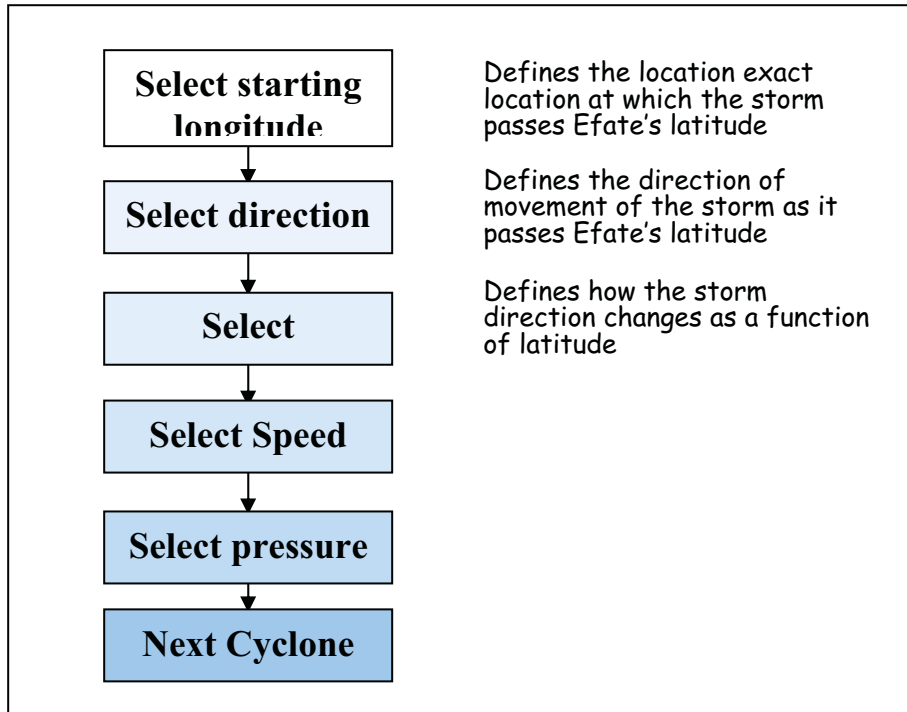 Select starting
longitude
Defines the location exact
location at which the storm
passes Efate's latitude
Select direction
Defines the direction of
movement of the storm as it
passes Efate's latitude
Select
Defines how the storm
direction changes as a function
of latitude
Select Speed
Select pressure
Next Cyclone